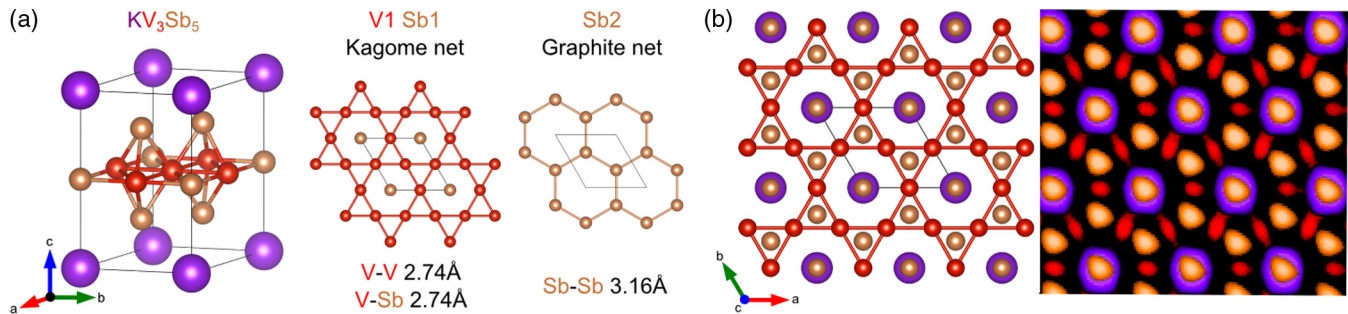 (a)
KV₃Sb₅
V1 Sb1
Kagome net
Sb2
Graphite net
(b)
V-V 2.74Å
V-Sb 2.74Å
Sb-Sb 3.16Å
c
a
b
b
c
a